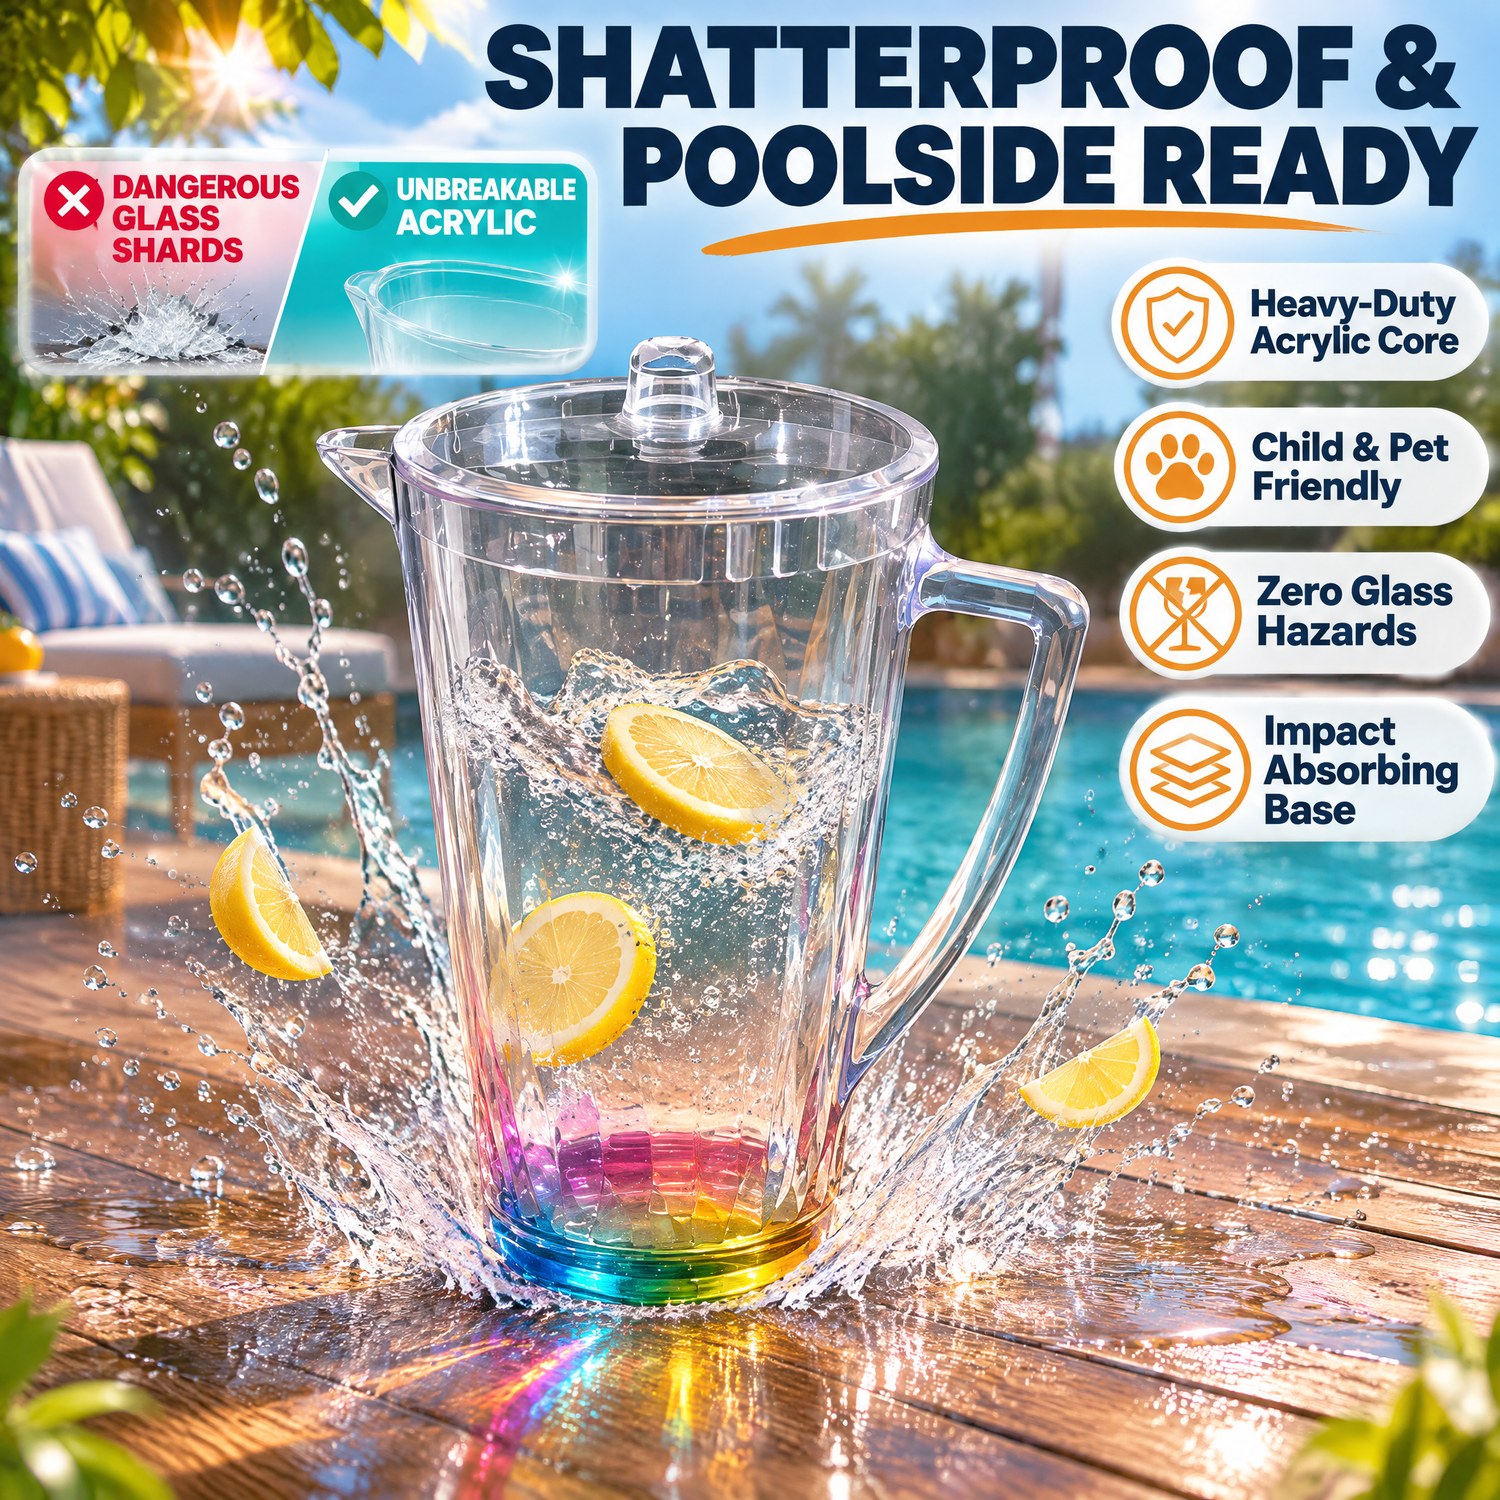 SHATTERPROOF &
POOLSIDE READY
DANGEROUS
GLASS
SHARDS
UNBREAKABLE
ACRYLIC
Heavy-Duty
Acrylic Core
Child & Pet
Friendly
Zero Glass
Hazards
Impact
Absorbing
Base